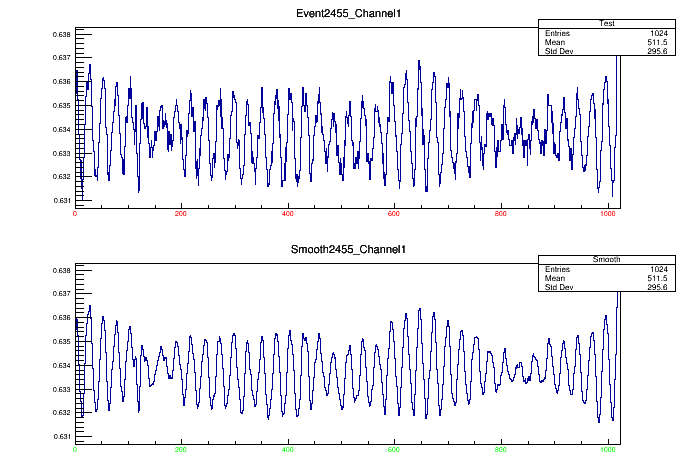 Event2455_Channel1
Test
Entries 1024
Mean 511.5
Std Dev 295.6
0.638
0.637
0.636
0.635
0.634
0.633
0.632
0.631
0 200 400 600 800 1000
Smooth2455_Channel1
Smooth
Entries 1024
Mean 511.5
Std Dev 295.6
0.638
0.637
0.636
0.635
0.634
0.633
0.632
0.631
0 200 400 600 800 1000